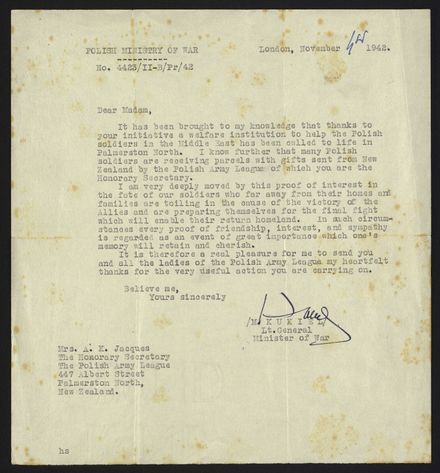 POLISH MINISTRY OF WAR London, November 1942.
No. 4423/II-B/Pr/42
Dear Madam,
It has been brought to my knowledge that thanks to
your initiative a welfare institution to help the Polish
soldiers in the Middle East has been called to life in
Palmerston North. I know further that many Polish
soldiers are receiving parcels with gifts sent from New
Zealand by the Polish Army League of which you are the
Honorary Secretary.
I am very deeply moved by this proof of interest in
the fate of our soldiers who far away from their homes and
families are toiling in the cause of the victory of the
Allies and are preparing themselves for the final fight
which will enable their return homeland. In such circum-
stances every proof of friendship, interest, and sympathy
is regarded as an event of great importance which one's
memory will retain and cherish.
It is therefore a real pleasure for me to send you
and all the ladies of the Polish Army League my heartfelt
thanks for the very useful action you are carrying on.
Believe me,
Yours sincerely
/M. KUKIEL/
Lt.General
Minister of War
Mrs. A. K. Jacques
The Honorary Secretary
The Polish Army League
447 Albert Street
Palmerston North,
New Zealand.
hs